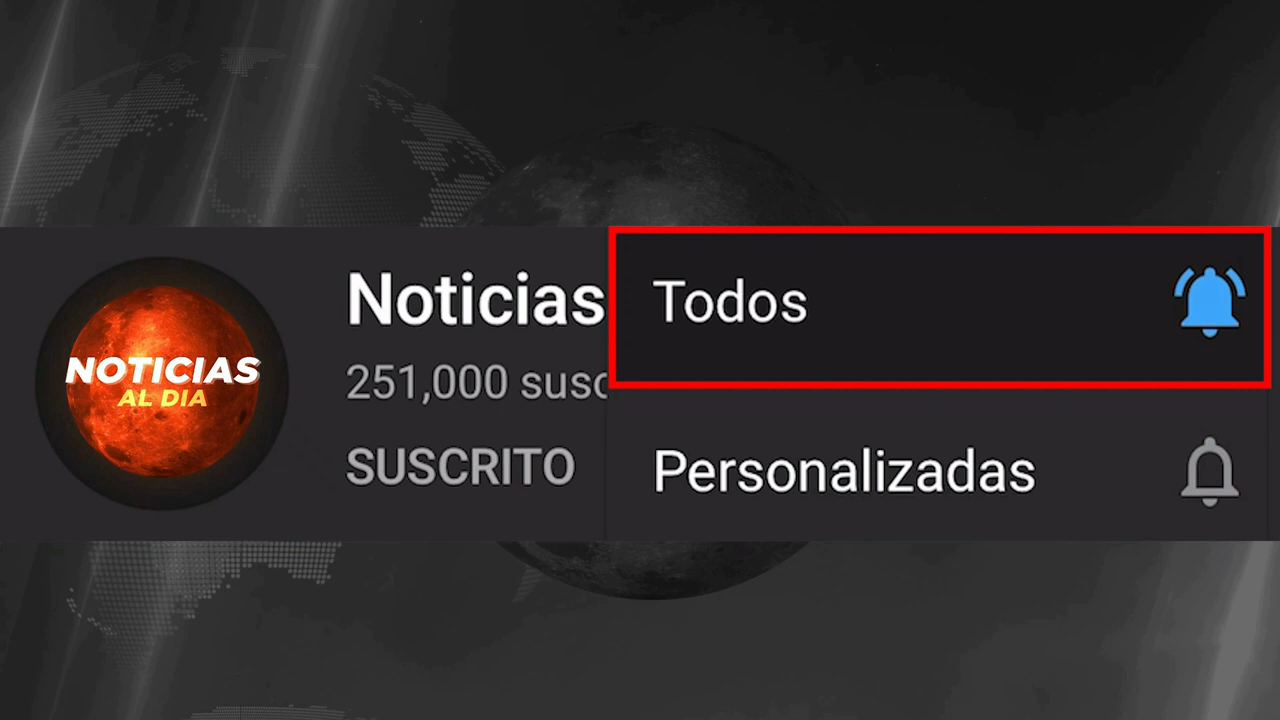 NOTICIAS
AL DIA
Noticias
251,000 susc
SUSCRITO
Todos
Personalizadas